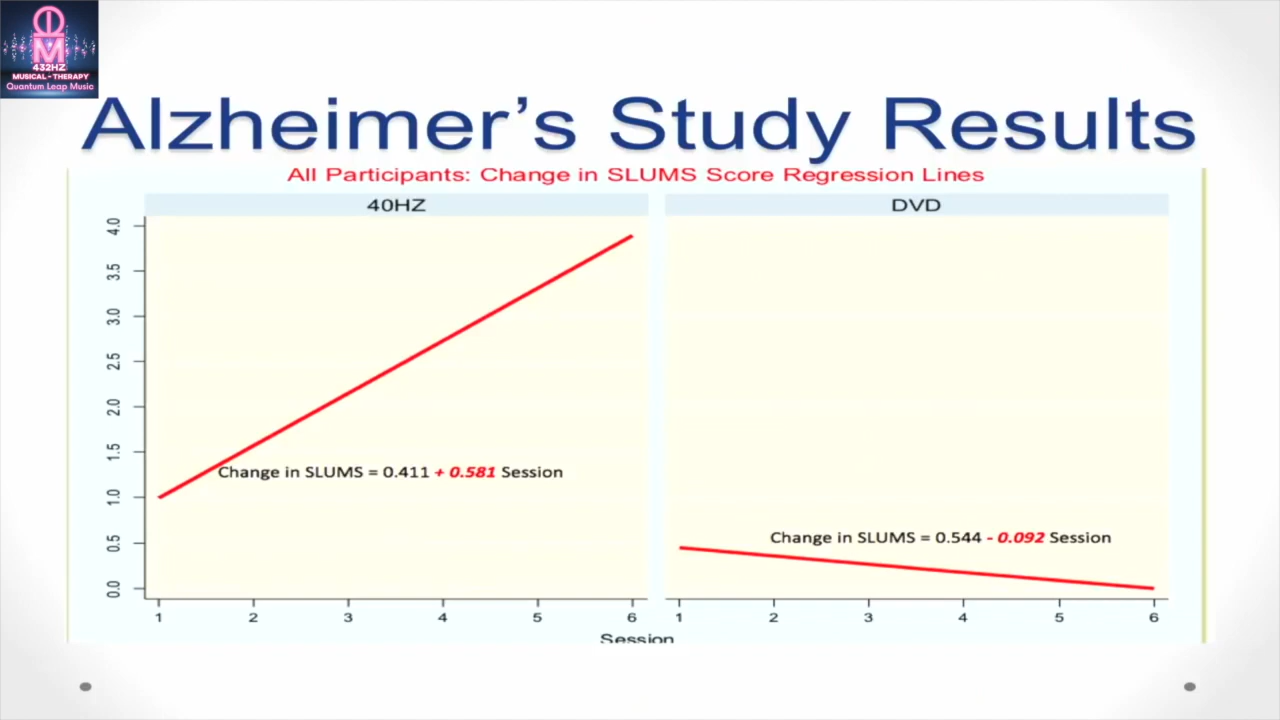 432HZ
MUSICAL - THERAPY
Quantum Leap Music
Alzheimer's Study Results
All Participants: Change in SLUMS Score Regression Lines
40HZ
DVD
4.0
3.5
3.0
2.5
2.0
1.5
1.0
0.5
0.0
Change in SLUMS = 0.411 + 0.581 Session
Change in SLUMS = 0.544 - 0.092 Session
1 2 3 4 5 6
1 2 3 4 5 6
Session